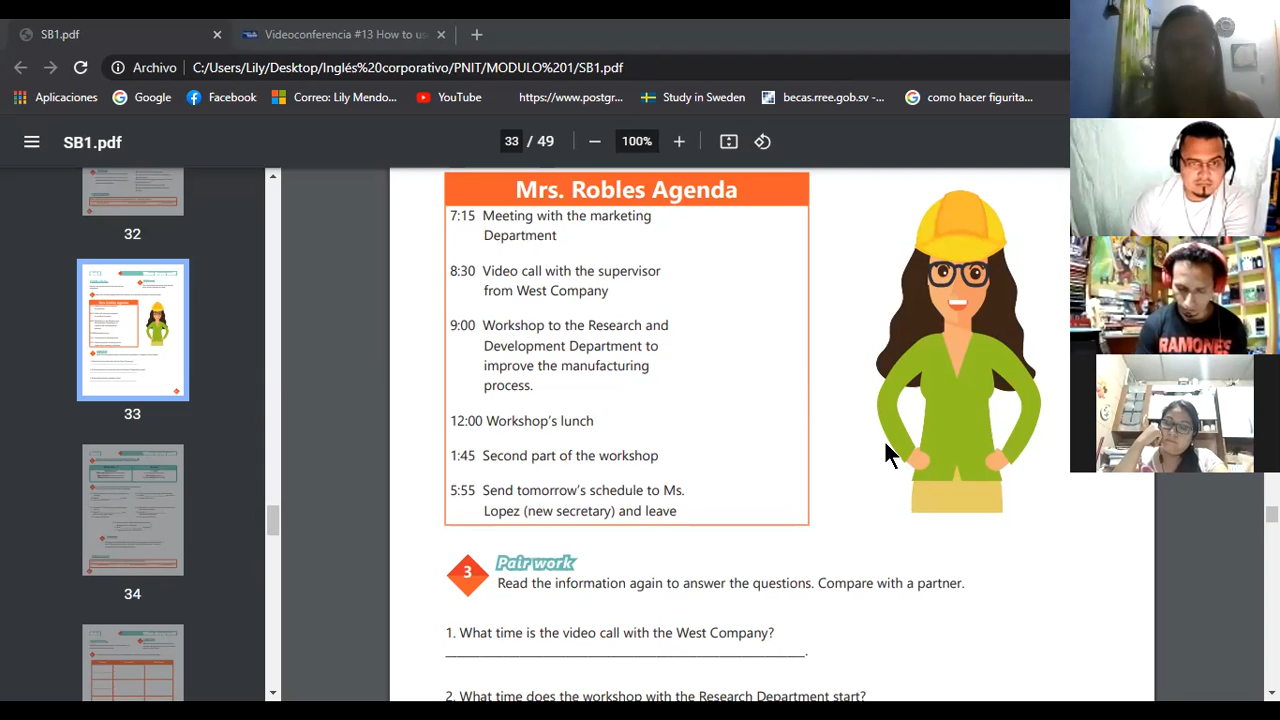 SB1.pdf
Videoconferencia #13 How to us
Archivo C:/Users/Lily/Desktop/Inglés%20corporativo/PNIT/MODULO%201/SB1.pdf
Aplicaciones Google Facebook Correo: Lily Mendo... YouTube https://www.postgr... Study in Sweden becas.rree.gob.sv –... como hacer figurita...
SB1.pdf 33 / 49 100%
32
33
34
Mrs. Robles Agenda
7:15 Meeting with the marketing
Department
8:30 Video call with the supervisor
from West Company
9:00 Workshop to the Research and
Development Department to
improve the manufacturing
process.
12:00 Workshop's lunch
1:45 Second part of the workshop
5:55 Send tomorrow's schedule to Ms.
Lopez (new secretary) and leave
3 Pair work
Read the information again to answer the questions. Compare with a partner.
1. What time is the video call with the West Company?
2. What time does the workshop with the Research Department start?
RAMONES